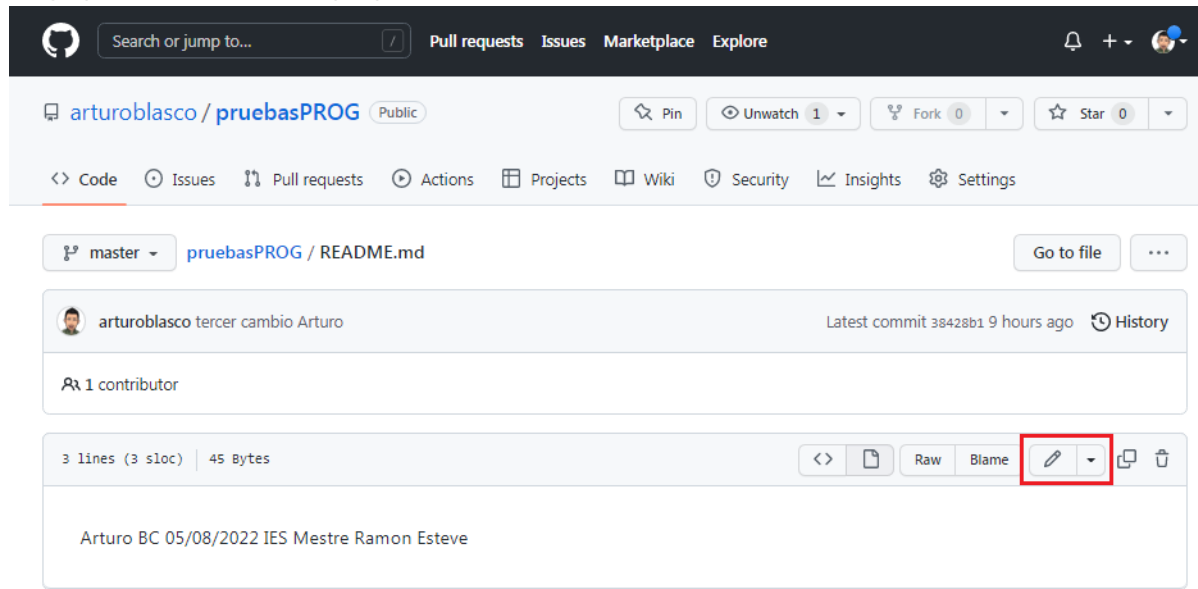 Search or jump to... / Pull requests Issues Marketplace Explore
arturoblasco / pruebasPROG Public Pin Unwatch 1 Fork 0 Star 0
<> Code Issues Pull requests Actions Projects Wiki Security Insights Settings
master pruebasPROG / README.md Go to file ...
arturoblasco tercer cambio Arturo Latest commit 38428b1 9 hours ago History
1 contributor
3 lines (3 sloc) 45 Bytes <> Raw Blame
Arturo BC 05/08/2022 IES Mestre Ramon Esteve